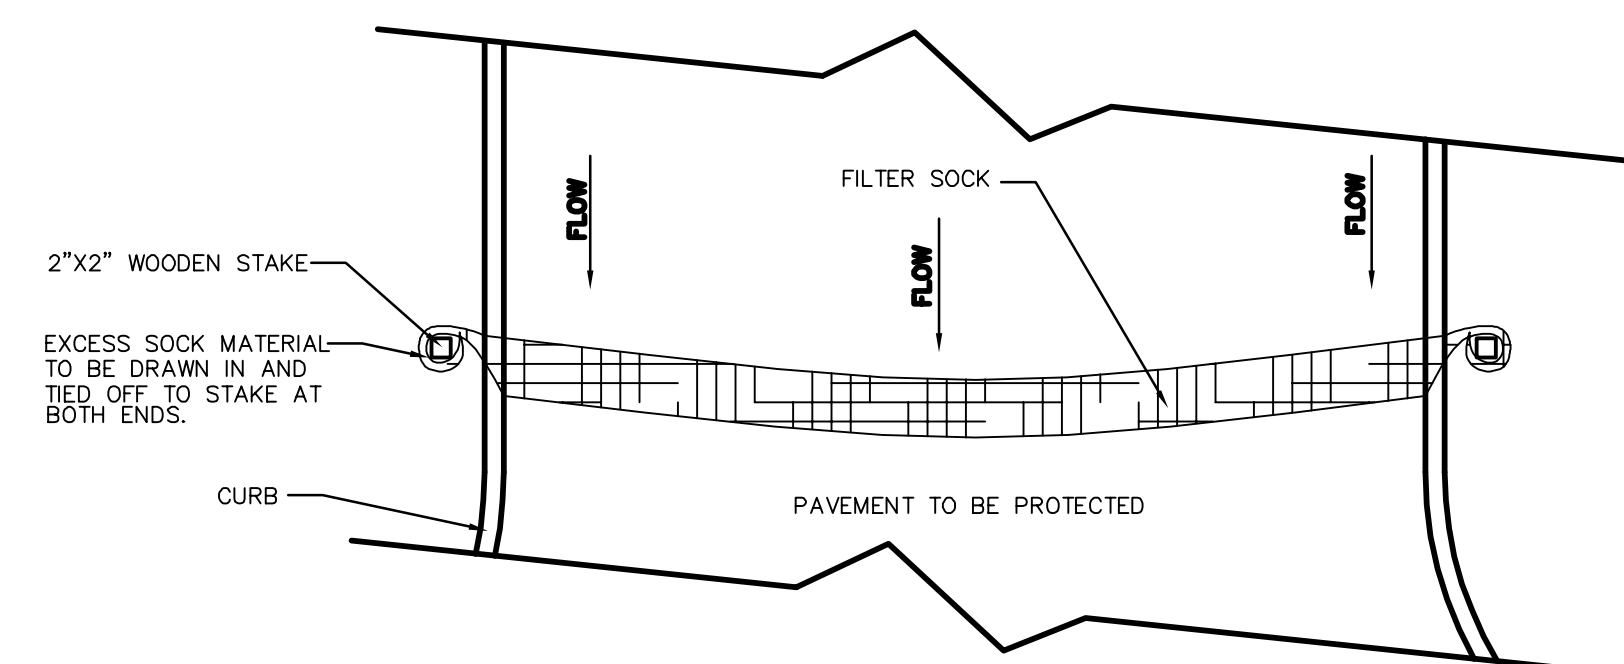 FILTER SOCK
FLOW
FLOW
FLOW
2"X2" WOODEN STAKE
EXCESS SOCK MATERIAL
TO BE DRAWN IN AND
TIED OFF TO STAKE AT
BOTH ENDS.
CURB
PAVEMENT TO BE PROTECTED